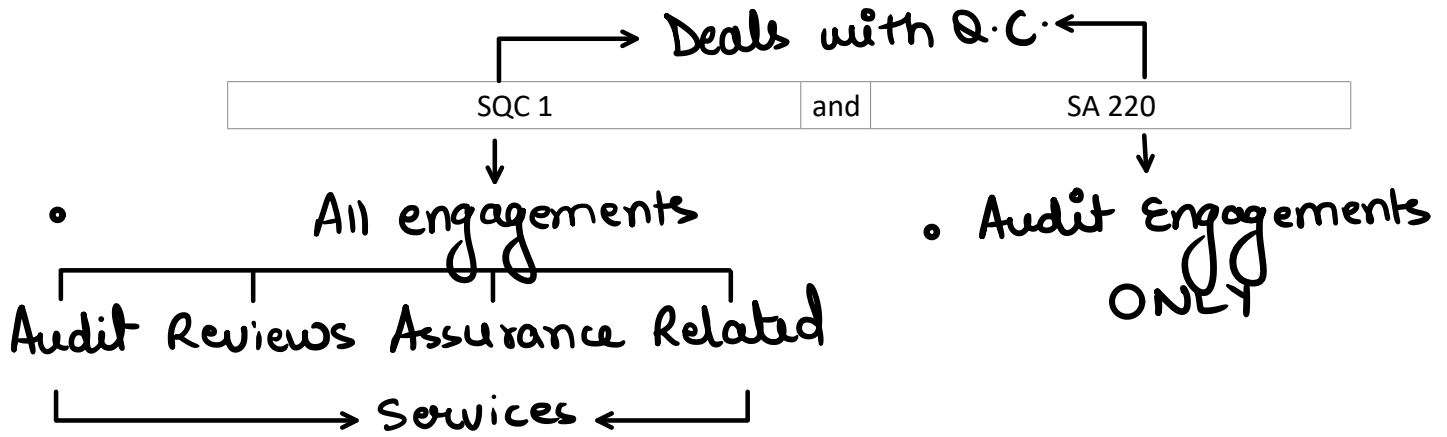 Deals with Q.C.
SQC 1 and SA 220
• All engagements • Audit Engagements
ONLY
Audit Reviews Assurance Related
Services